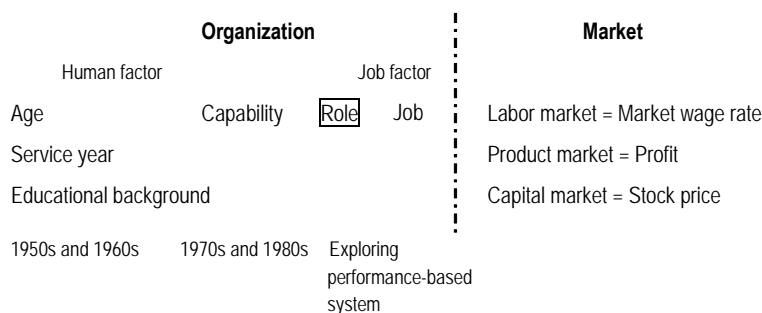 Organization Market
Human factor Job factor
Age Capability Role Job Labor market = Market wage rate
Service year Product market = Profit
Educational background Capital market = Stock price
1950s and 1960s 1970s and 1980s Exploring
performance-based
system